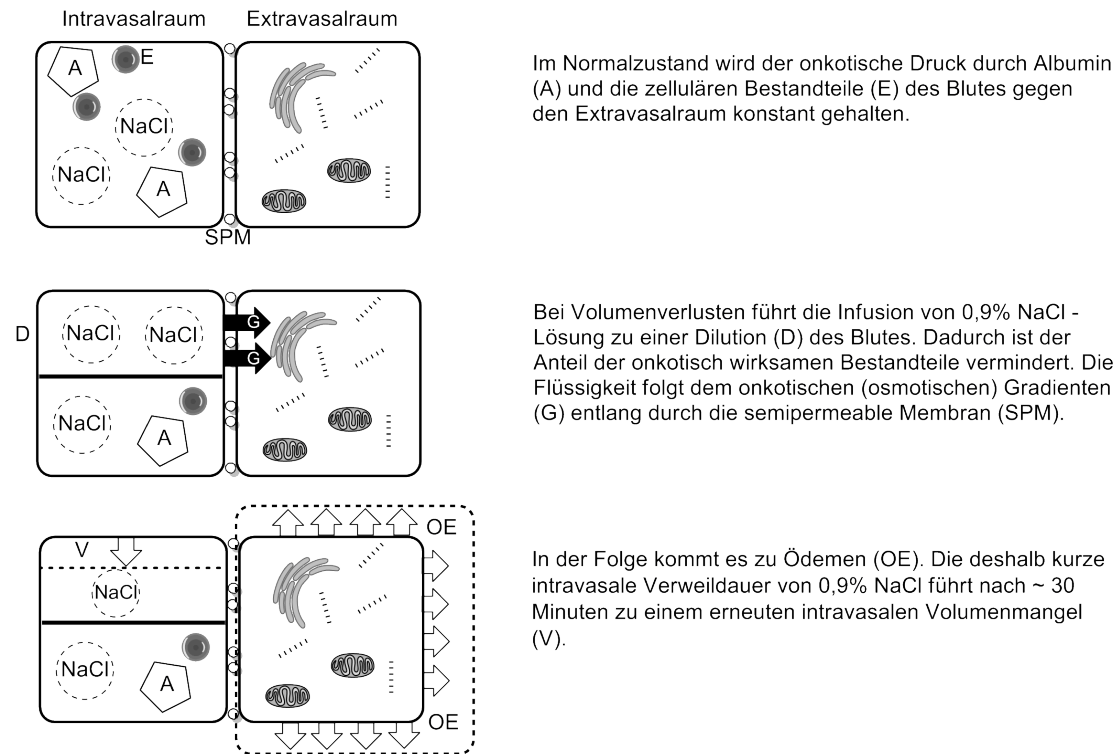 Intravasalraum Extravasalraum
A
E
NaCl
NaCl
A
SPM
Im Normalzustand wird der onkotische Druck durch Albumin
(A) und die zellulären Bestandteile (E) des Blutes gegen
den Extravasalraum konstant gehalten.
D
NaCl
NaCl
G
G
NaCl
A
Bei Volumenverlusten führt die Infusion von 0,9% NaCl -
Lösung zu einer Dilution (D) des Blutes. Dadurch ist der
Anteil der onkotisch wirksamen Bestandteile vermindert. Die
Flüssigkeit folgt dem onkotischen (osmotischen) Gradienten
(G) entlang durch die semipermeable Membran (SPM).
V
OE
NaCl
NaCl
A
OE
In der Folge kommt es zu Ödemen (OE). Die deshalb kurze
intravasale Verweildauer von 0,9% NaCl führt nach ~ 30
Minuten zu einem erneuten intravasalen Volumenmangel
(V).